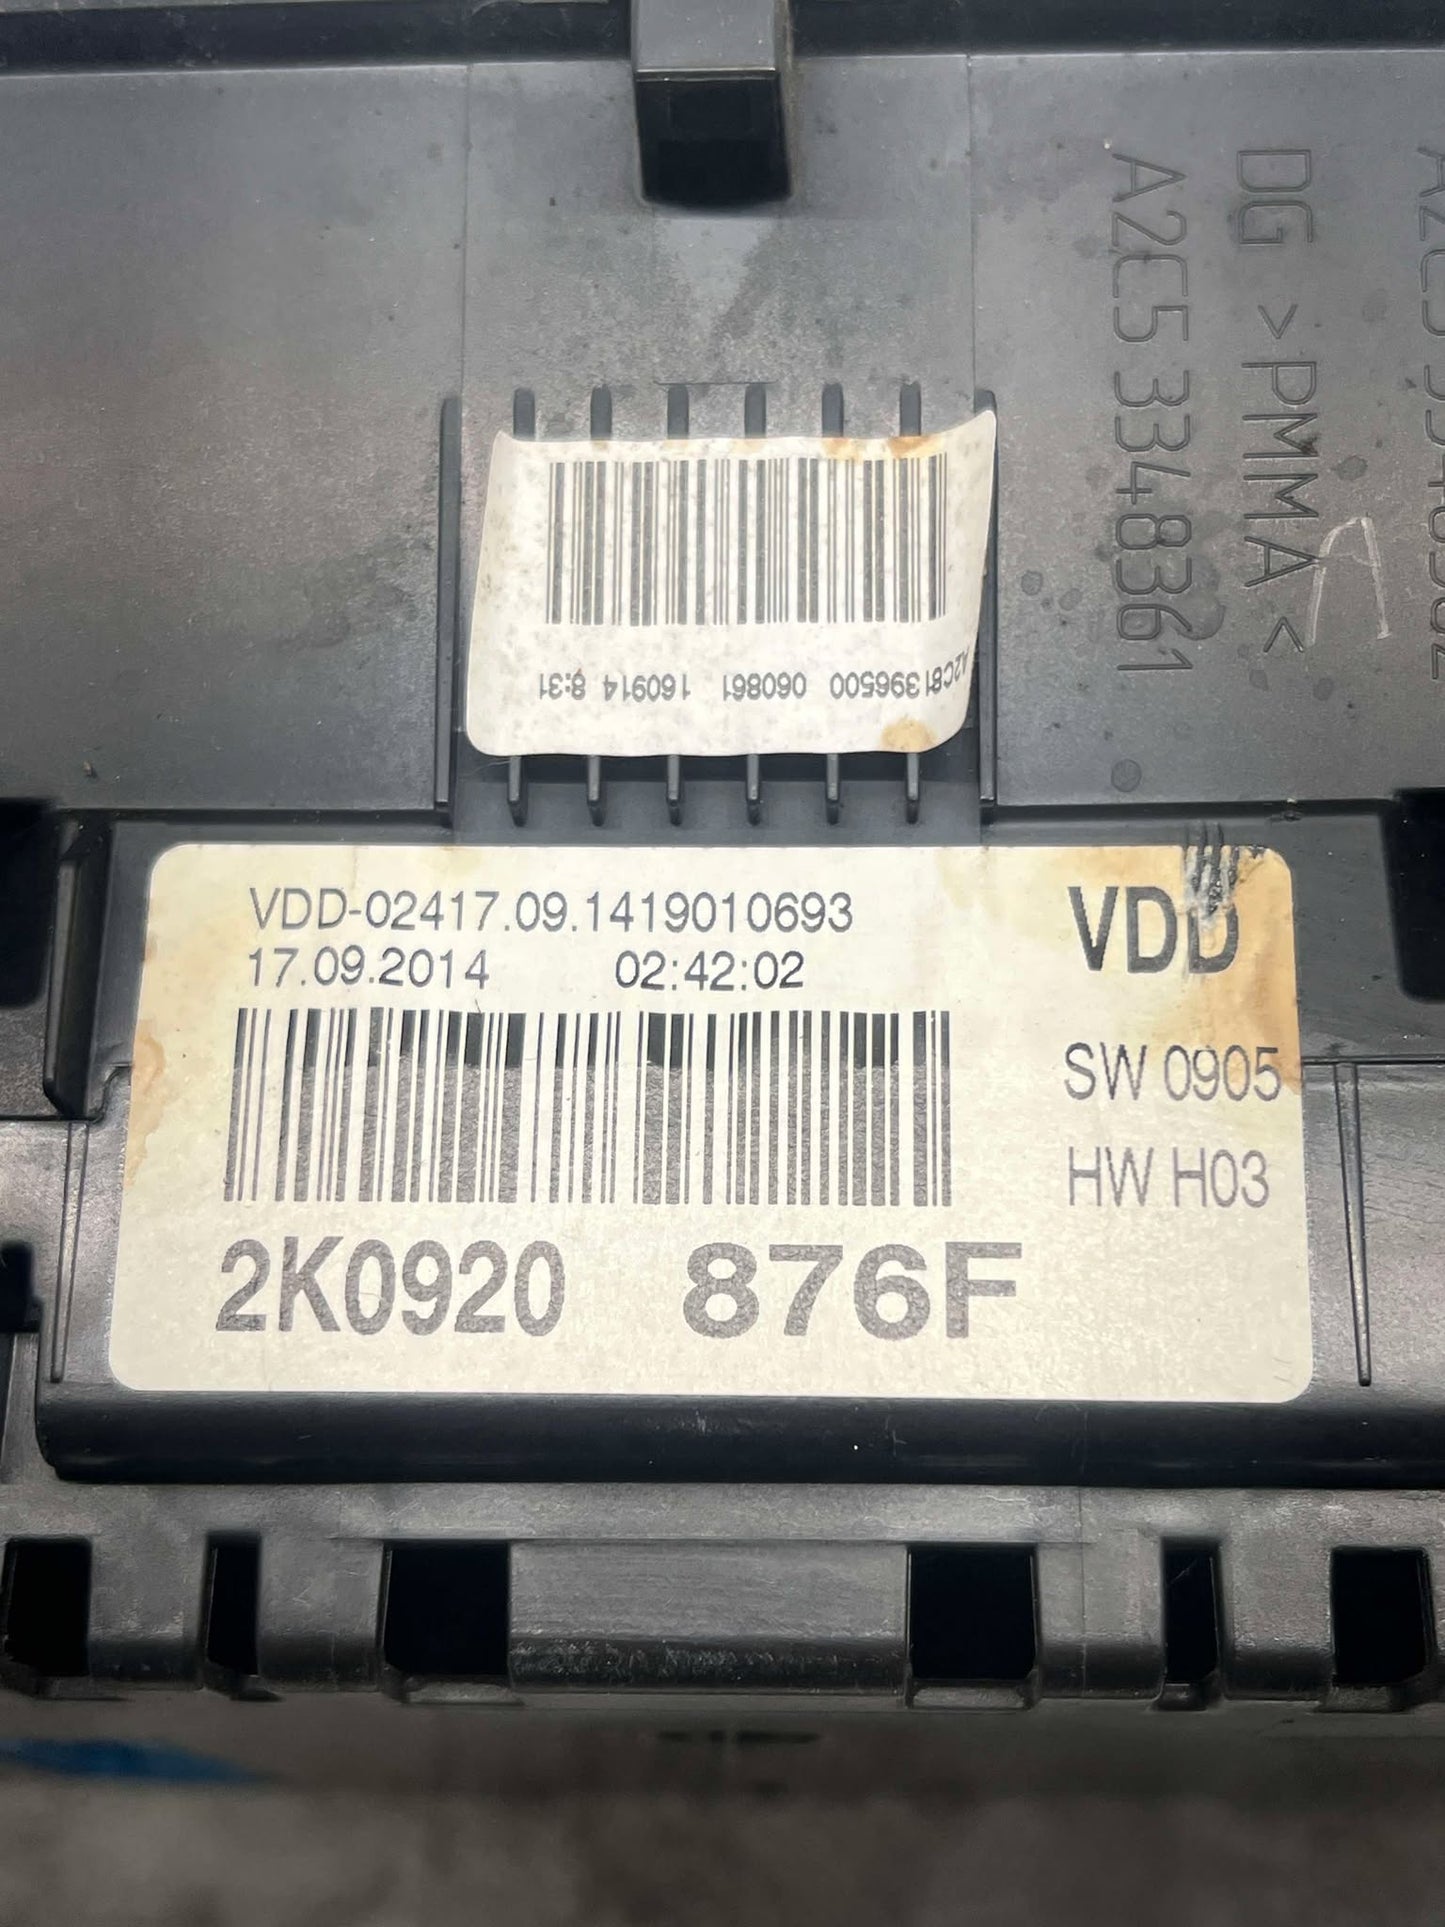 A2C5 3348361
DG >PMMA<
A
A2C81396500 060861 160914 8:31
VDD-02417.09.1419010693
17.09.2014 02:42:02
VDD
SW 0905
HW H03
2K0920 876F